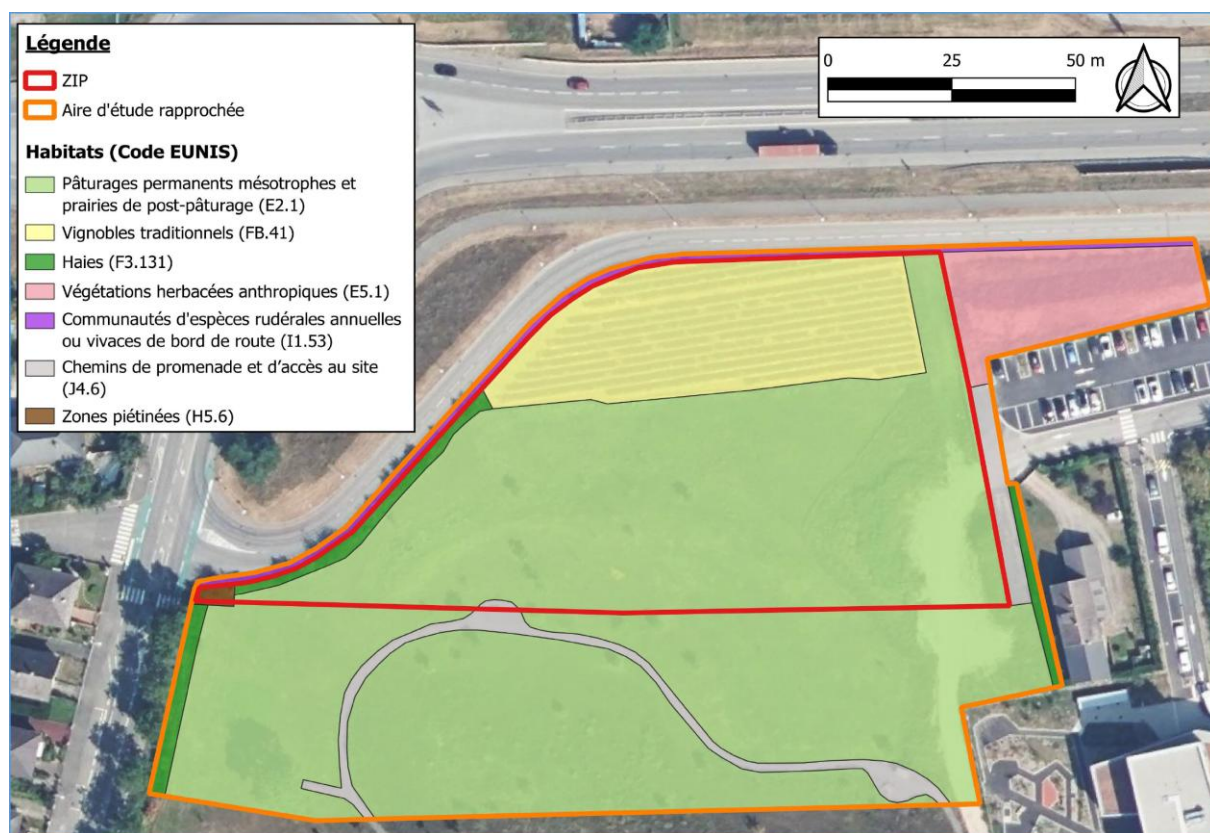 Légende
ZIP
Aire d'étude rapprochée
Habitats (Code EUNIS)
Pâturages permanents mésotrophes et
prairies de post-pâturage (E2.1)
Vignobles traditionnels (FB.41)
Haies (F3.131)
Végétations herbacées anthropiques (E5.1)
Communautés d'espèces rudérales annuelles
ou vivaces de bord de route (I1.53)
Chemins de promenade et d’accès au site
(J4.6)
Zones piétinées (H5.6)
0 25 50 m